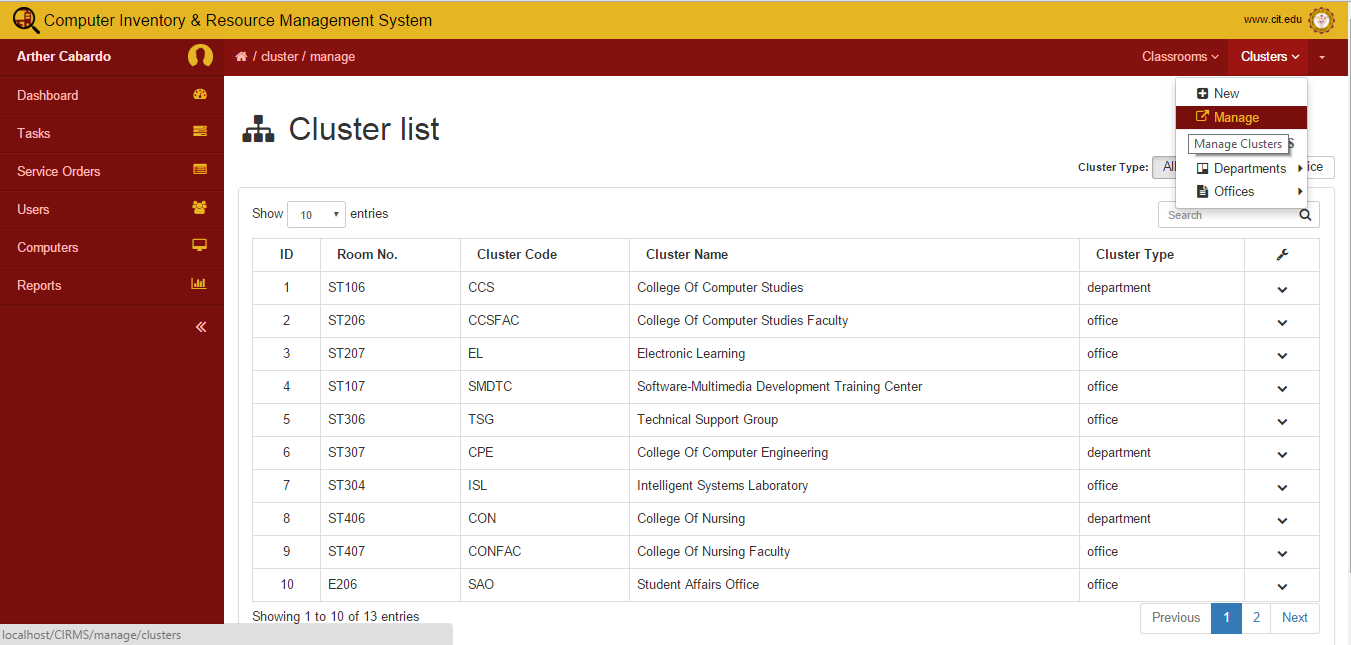 Computer Inventory & Resource Management System
www.cit.edu
Arther Cabardo
/ cluster / manage
Classrooms
Clusters
Dashboard
Tasks
Service Orders
Users
Computers
Reports
New
Manage
Manage Clusters
Departments
Offices
Cluster list
Cluster Type: All
Show 10 entries
Search
ID Room No. Cluster Code Cluster Name Cluster Type
1 ST106 CCS College Of Computer Studies department
2 ST206 CCSFAC College Of Computer Studies Faculty office
3 ST207 EL Electronic Learning office
4 ST107 SMDTC Software-Multimedia Development Training Center office
5 ST306 TSG Technical Support Group office
6 ST307 CPE College Of Computer Engineering department
7 ST304 ISL Intelligent Systems Laboratory office
8 ST406 CON College Of Nursing department
9 ST407 CONFAC College Of Nursing Faculty office
10 E206 SAO Student Affairs Office office
Showing 1 to 10 of 13 entries
Previous 1 2 Next
localhost/CIRMS/manage/clusters